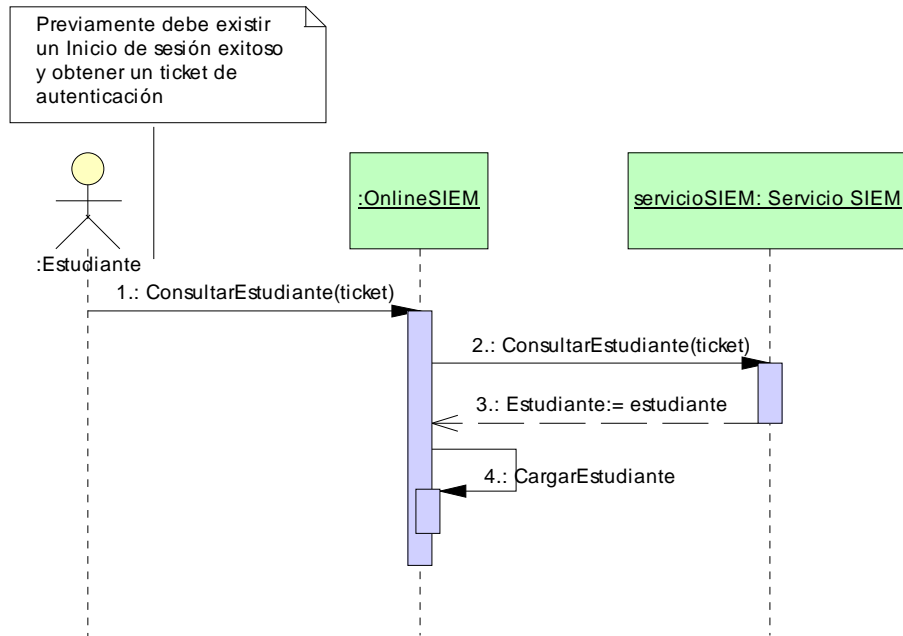 Previamente debe existir
un Inicio de sesión exitoso
y obtener un ticket de
autenticación
:OnlineSIEM
servicioSIEM: Servicio SIEM
:Estudiante
1.: ConsultarEstudiante(ticket)
2.: ConsultarEstudiante(ticket)
3.: Estudiante:= estudiante
4.: CargarEstudiante